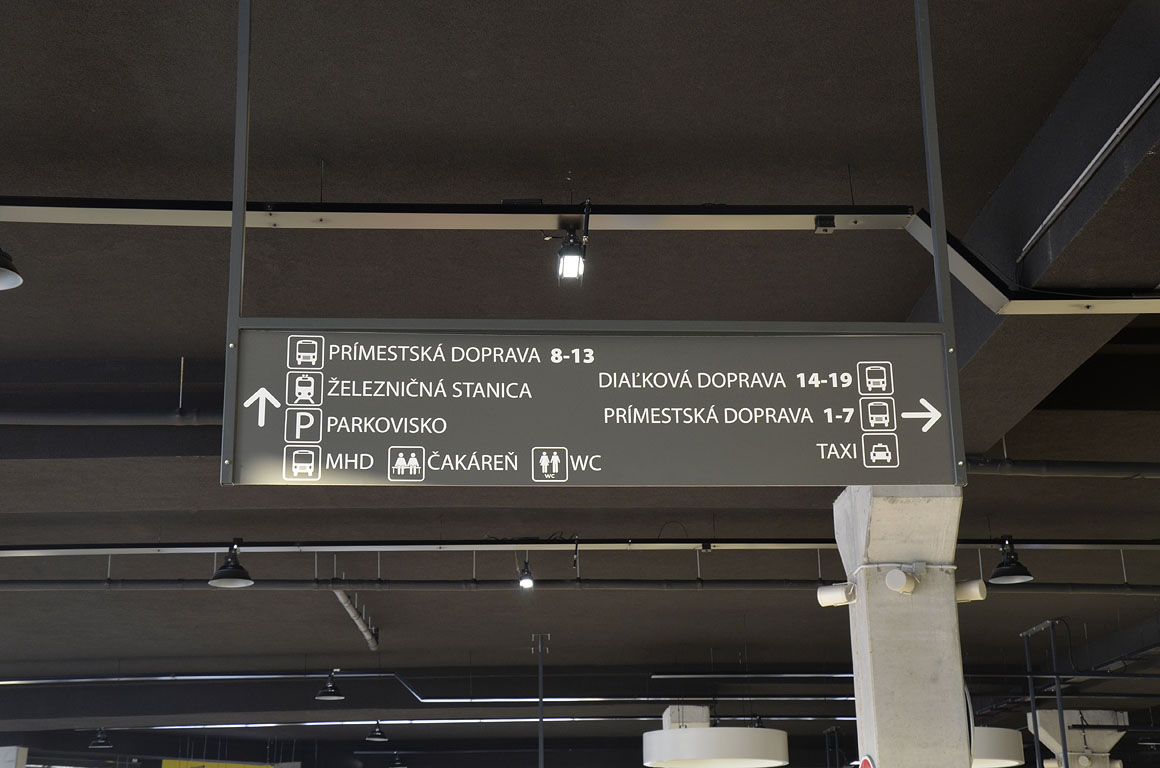 PRÍMESTSKÁ DOPRAVA 8-13
ŽELEZNIČNÁ STANICA
P PARKOVISKO
MHD ČAKÁREŇ WC WC
DIAĽKOVÁ DOPRAVA 14-19
PRÍMESTSKÁ DOPRAVA 1-7
TAXI